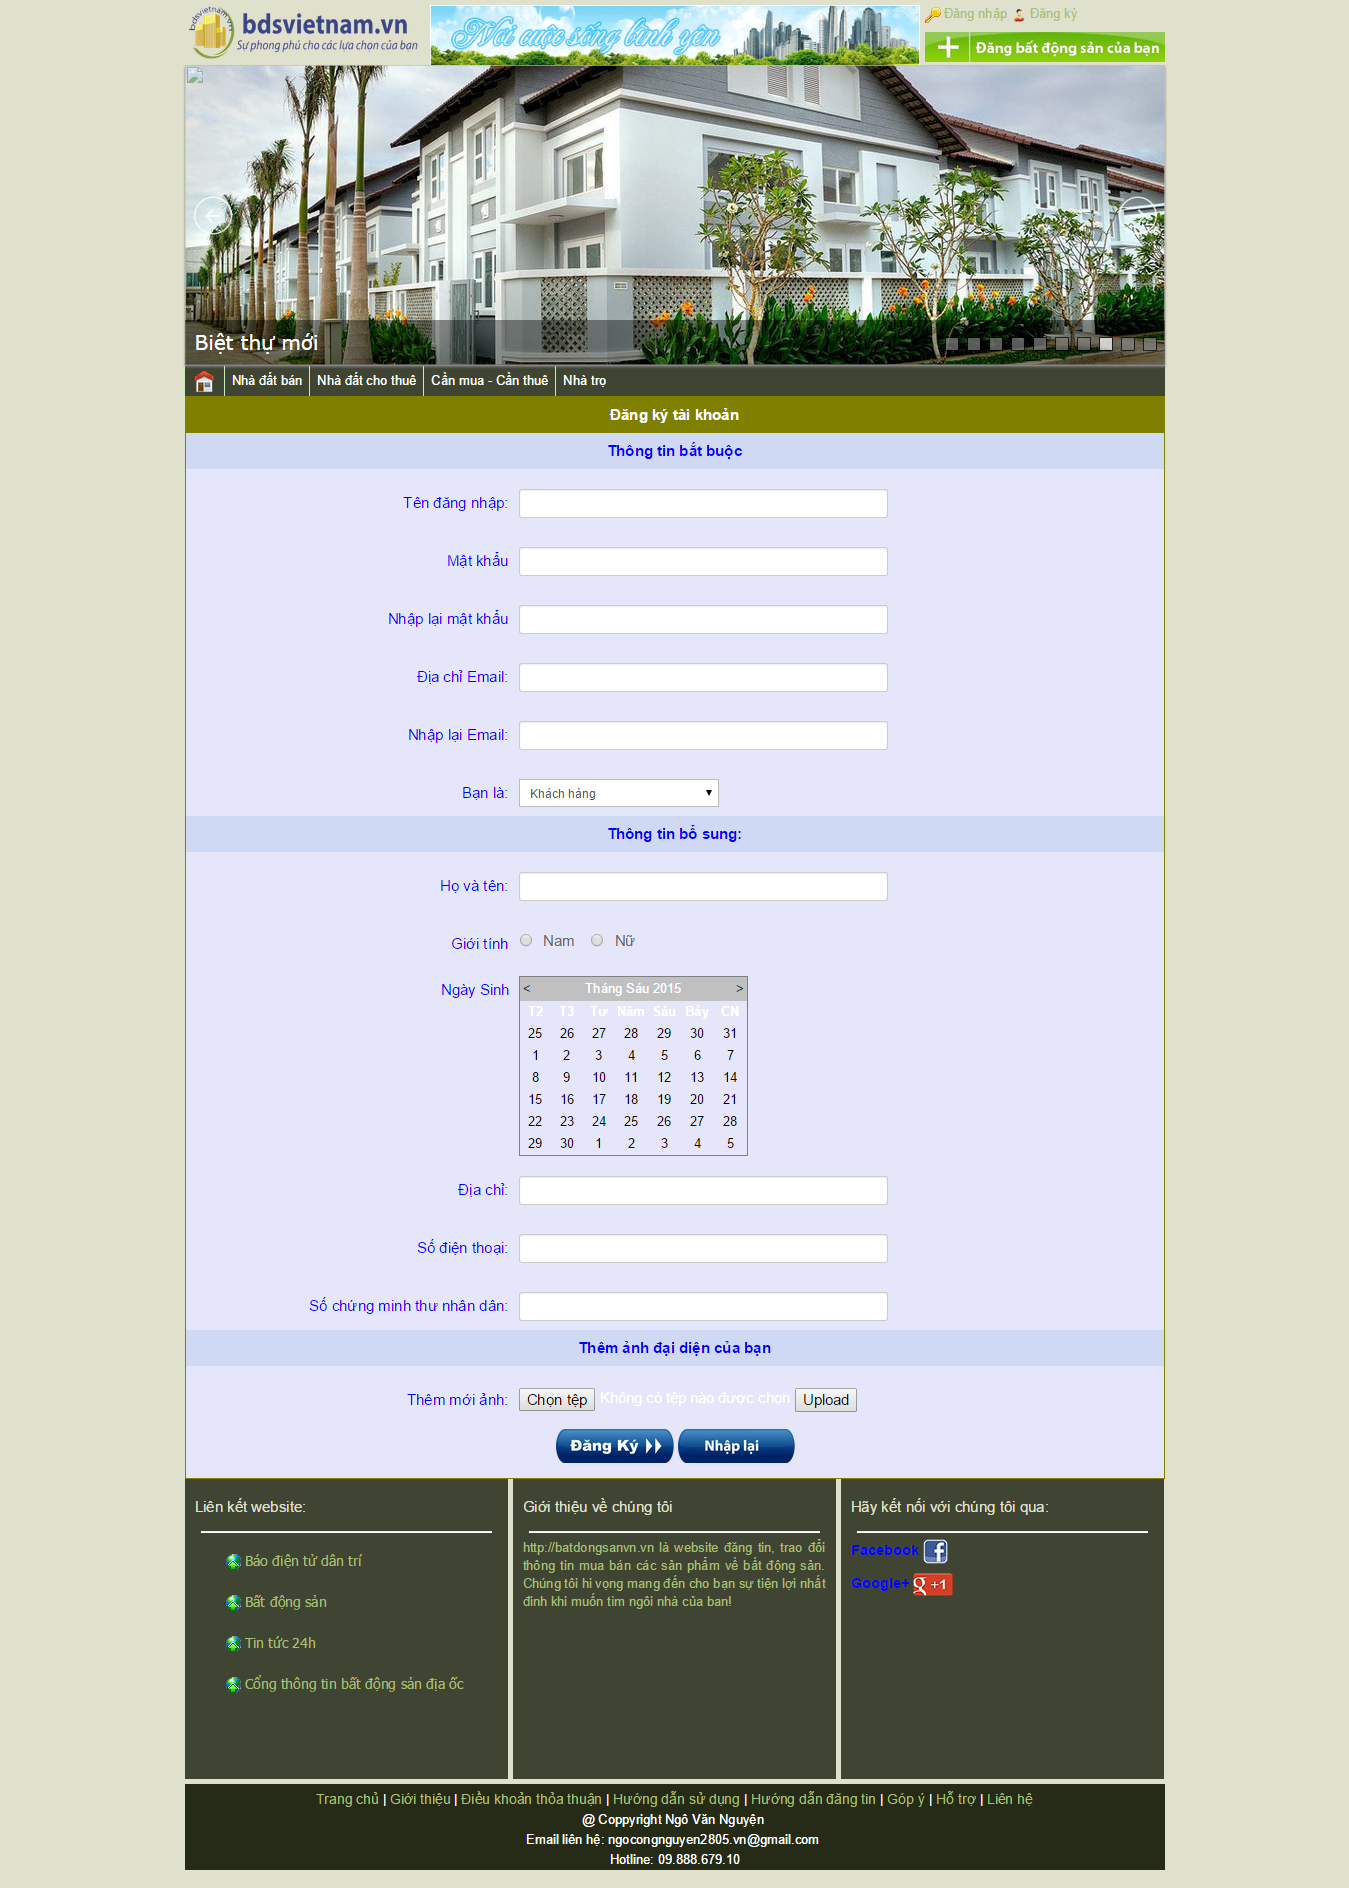 bdsvietnam.vn
bdsvietnam.vn
Sự phong phú cho các lựa chọn của bạn
Nơi cuộc sống bình yên
Đăng nhập Đăng ký
Đăng bất động sản của bạn
Biệt thự mới
Nhà đất bán
Nhà đất cho thuê
Cần mua - Cần thuê
Nhà trọ
Đăng ký tài khoản
Thông tin bắt buộc
Tên đăng nhập:
Mật khẩu
Nhập lại mật khẩu
Địa chỉ Email:
Nhập lại Email:
Bạn là: Khách hàng
Thông tin bổ sung:
Họ và tên:
Giới tính Nam Nữ
Ngày Sinh < Tháng Sáu 2015 >
T2 T3 Tư Năm Sáu Bảy CN
25 26 27 28 29 30 31
1 2 3 4 5 6 7
8 9 10 11 12 13 14
15 16 17 18 19 20 21
22 23 24 25 26 27 28
29 30 1 2 3 4 5
Địa chỉ:
Số điện thoại:
Số chứng minh thư nhân dân:
Thêm ảnh đại diện của bạn
Thêm mới ảnh: Chọn tệp Không có tệp nào được chọn Upload
Đăng Ký Nhập lại
Liên kết website:
Báo điện tử dân trí
Bất động sản
Tin tức 24h
Cổng thông tin bất động sản địa ốc
Giới thiệu về chúng tôi
http://batdongsanvn.vn là website đăng tin, trao đổi
thông tin mua bán các sản phẩm về bất động sản.
Chúng tôi hi vọng mang đến cho bạn sự tiện lợi nhất
đinh khi muốn tìm ngôi nhà của ban!
Hãy kết nối với chúng tôi qua:
Facebook
Google+ g +1
Trang chủ | Giới thiệu | Điều khoản thỏa thuận | Hướng dẫn sử dụng | Hướng dẫn đăng tin | Góp ý | Hỗ trợ | Liên hệ
@ Coppyright Ngô Văn Nguyện
Email liên hệ: ngocongnguyen2805.vn@gmail.com
Hotline: 09.888.679.10